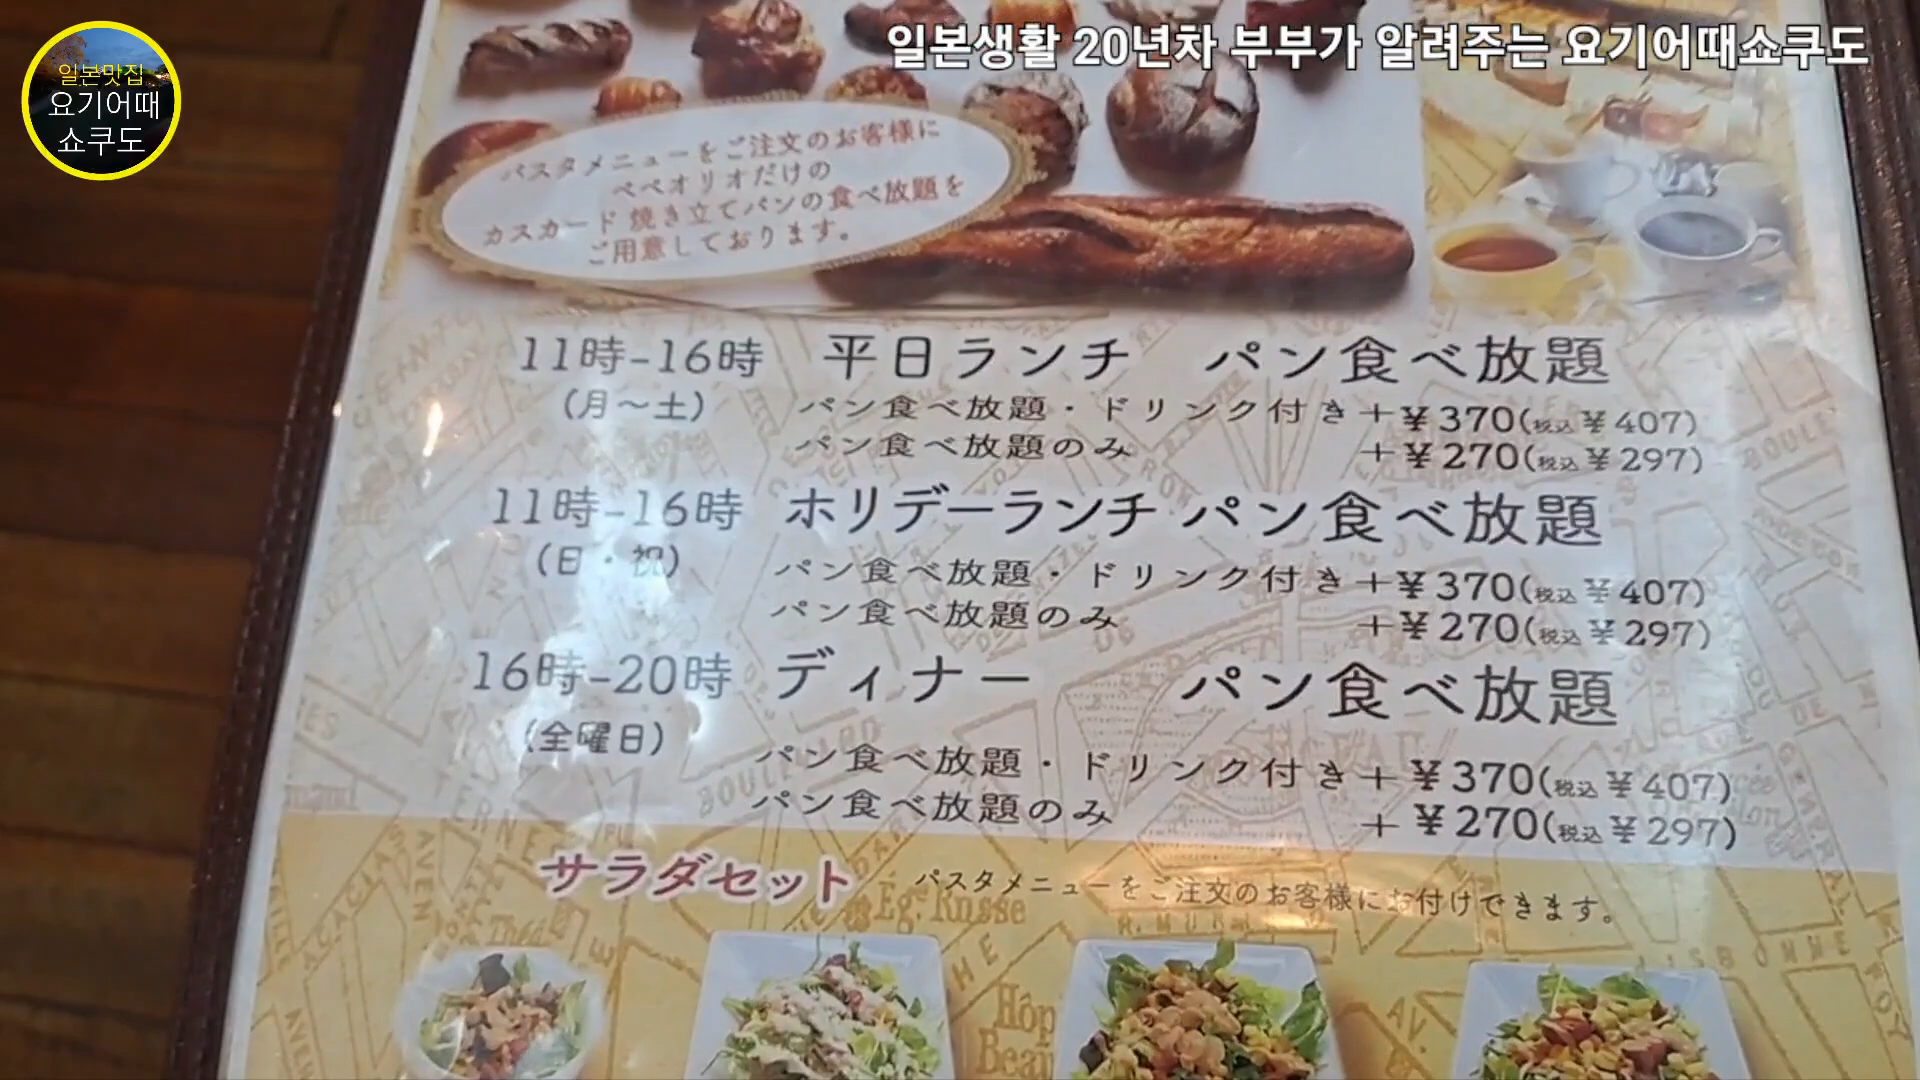 일본맛집
요기어때
쇼쿠도
일본생활 20년차 부부가 알려주는 요기어때쇼쿠도
パスタメニューをご注文のお客様に
ペペオリオだけの
カスカード 焼き立てパンの食べ放題を
ご用意しております。
11時-16時 平日ランチ パン食べ放題
(月~土) パン食べ放題・ドリンク付き +¥370(税込¥407)
パン食べ放題のみ +¥270(税込¥297)
11時-16時 ホリデーランチ パン食べ放題
(日・祝) パン食べ放題・ドリンク付き +¥370(税込¥407)
パン食べ放題のみ +¥270(税込¥297)
16時-20時 ディナー パン食べ放題
(全曜日) パン食べ放題・ドリンク付き +¥370(税込¥407)
パン食べ放題のみ +¥270(税込¥297)
サラダセット パスタメニューをご注文のお客様にお付けできます。